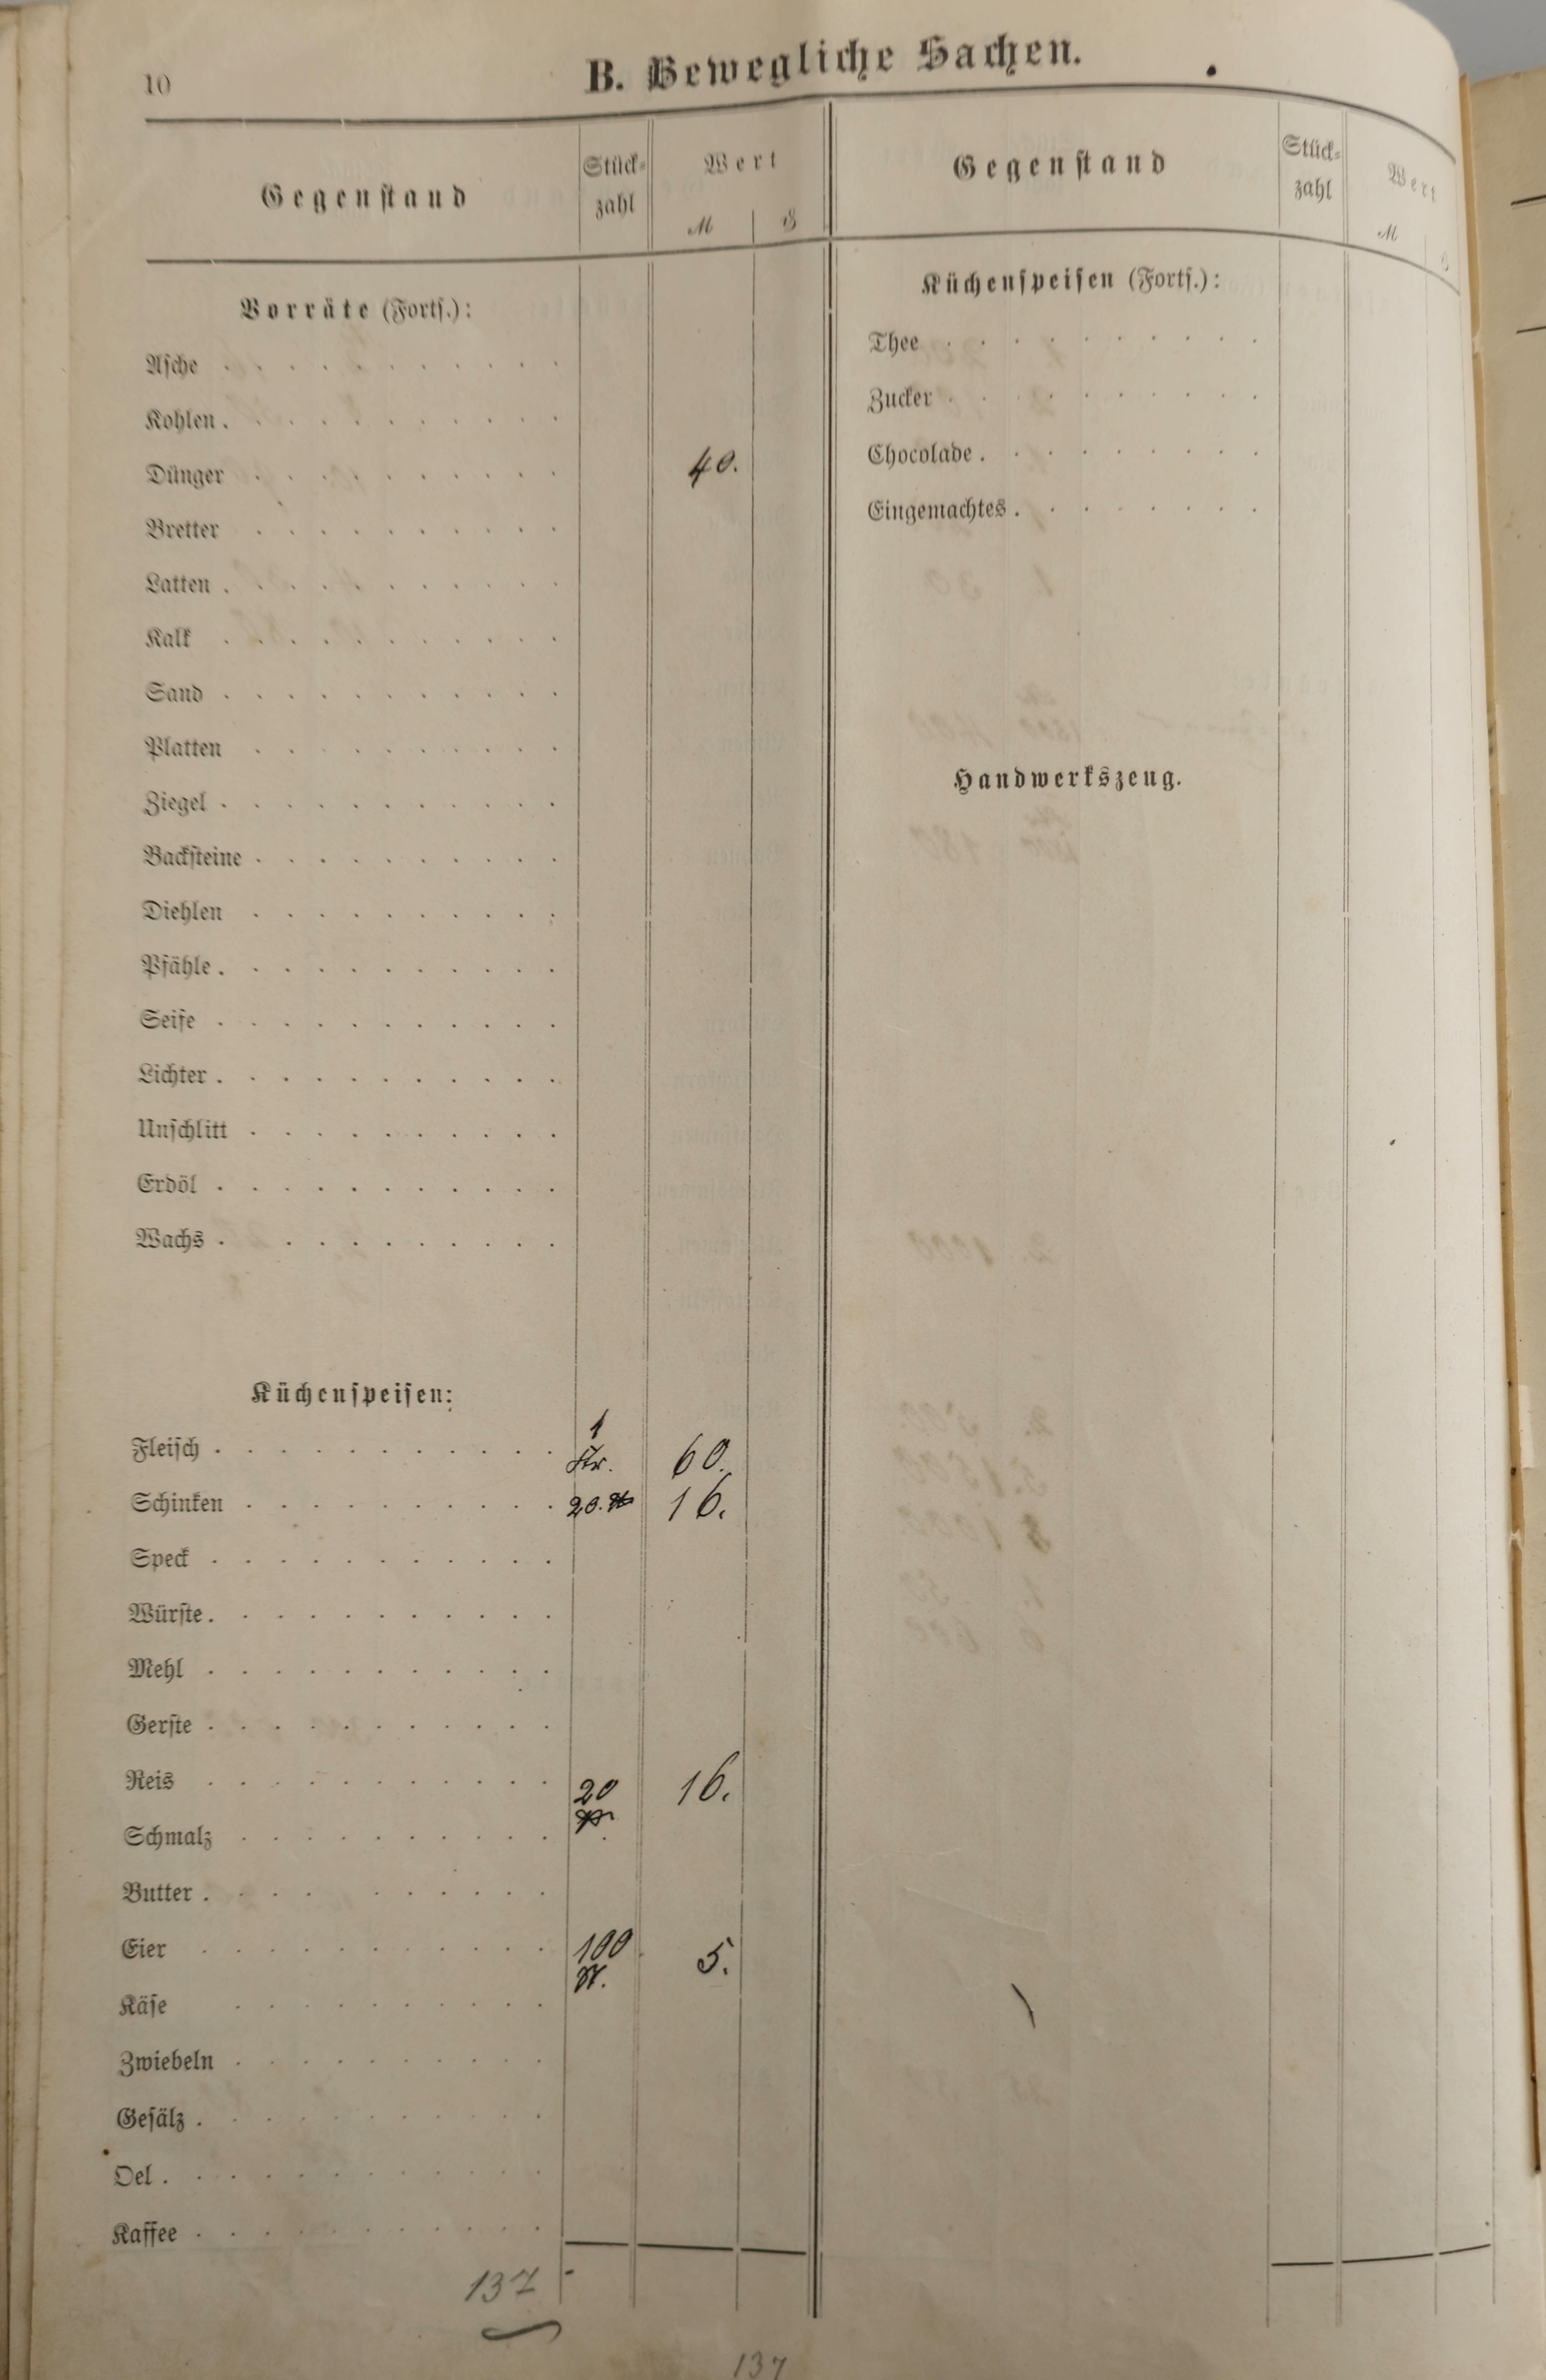 10
B. Bewegliche Sachen.
Gegenstand Stück-zahl Wert M ₰
Vorräte (Forts.):
Asche
Kohlen.
Dünger 40.
Bretter
Latten.
Kalk
Sand
Platten
Ziegel.
Backsteine.
Diehlen
Pfähle.
Seife
Lichter.
Unschlitt
Erdöl
Wachs.
Küchenspeisen:
Fleisch. 1 Ztr. 60.
Schinken 20. ℔ 16.
Speck
Würste.
Mehl
Gerste
Reis 20 ℔ 16.
Schmalz
Butter.
Eier 100 St. 5.
Käse
Zwiebeln
Gesälz.
Oel.
Kaffee
137 -
137
Gegenstand Stück-zahl Wert M
Küchenspeisen (Forts.):
Thee
Zucker
Chocolade.
Eingemachtes.
Handwerkszeug.